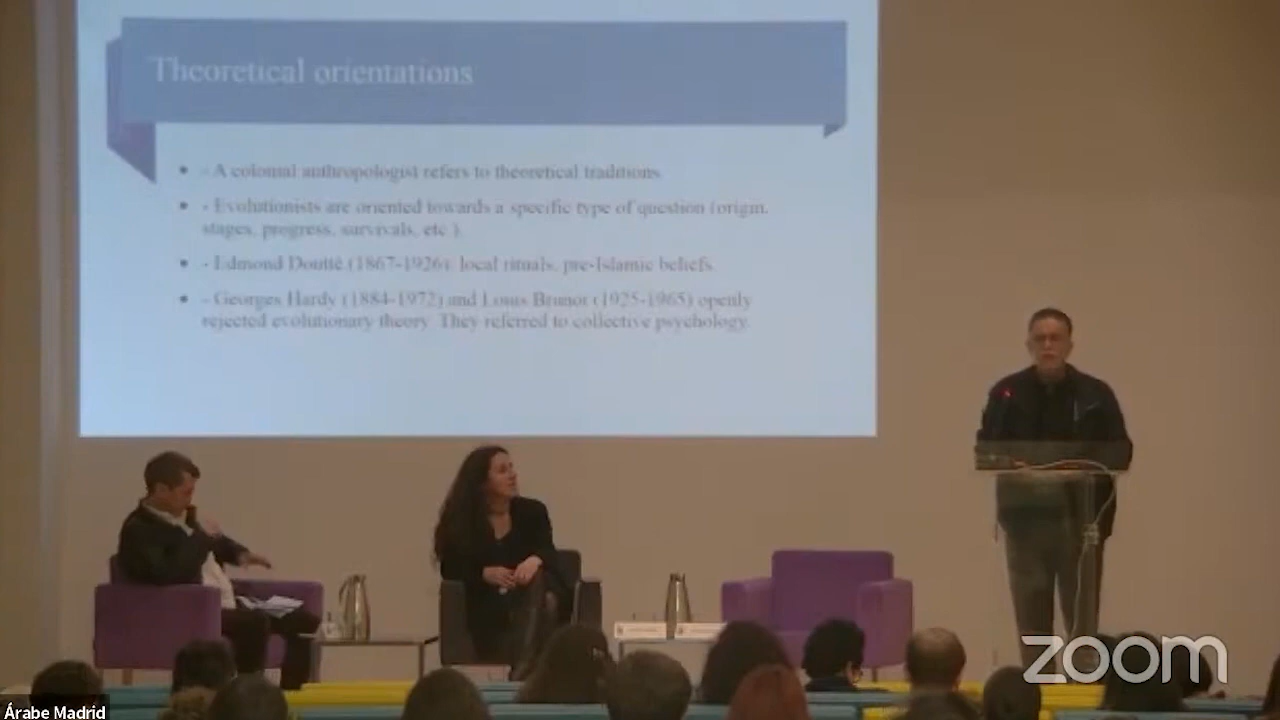 Theoretical orientations
- A colonial anthropologist refers to theoretical traditions.
- Evolutionists are oriented towards a specific type of question (origin,
stages, progress, survivals, etc.).
- Edmond Doutté (1867-1926): local rituals, pre-Islamic beliefs.
- Georges Hardy (1884-1972) and Louis Brunot (1925-1965) openly
rejected evolutionary theory. They referred to collective psychology.
zoom
Árabe Madrid